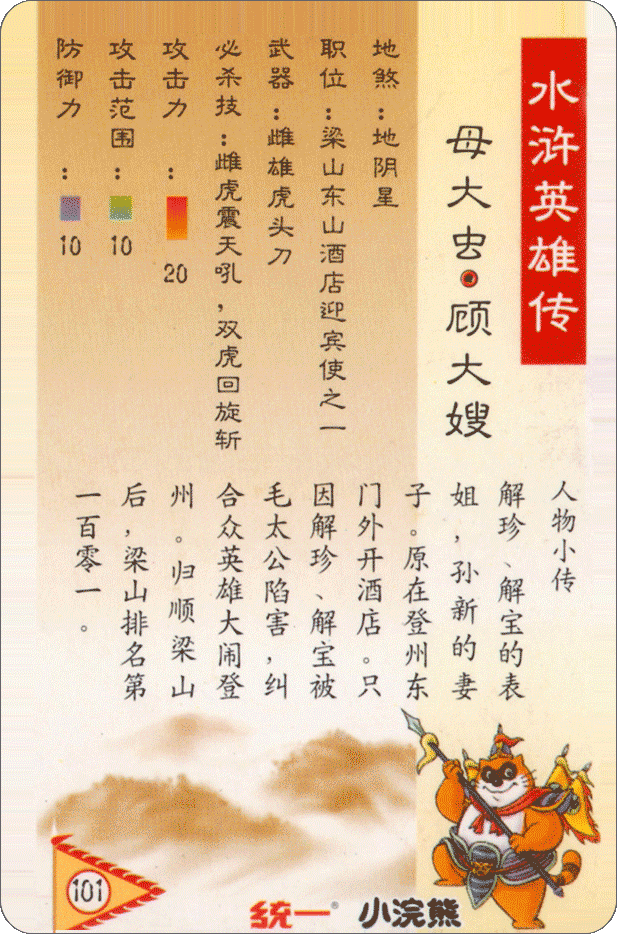 水浒英雄传
母大虫·顾大嫂
地煞：地阴星
职位：梁山东山酒店迎宾使之一
武器：雌雄虎头刀
必杀技：雌虎震天吼，双虎回旋斩
攻击力：20
攻击范围：10
防御力：10
人物小传
解珍、解宝的表
姐，孙新的妻
子。原在登州东
门外开酒店。只
因解珍、解宝被
毛太公陷害，纠
合众英雄大闹登
州。归顺梁山
后，梁山排名第
一百零一。
101
统一® 小浣熊